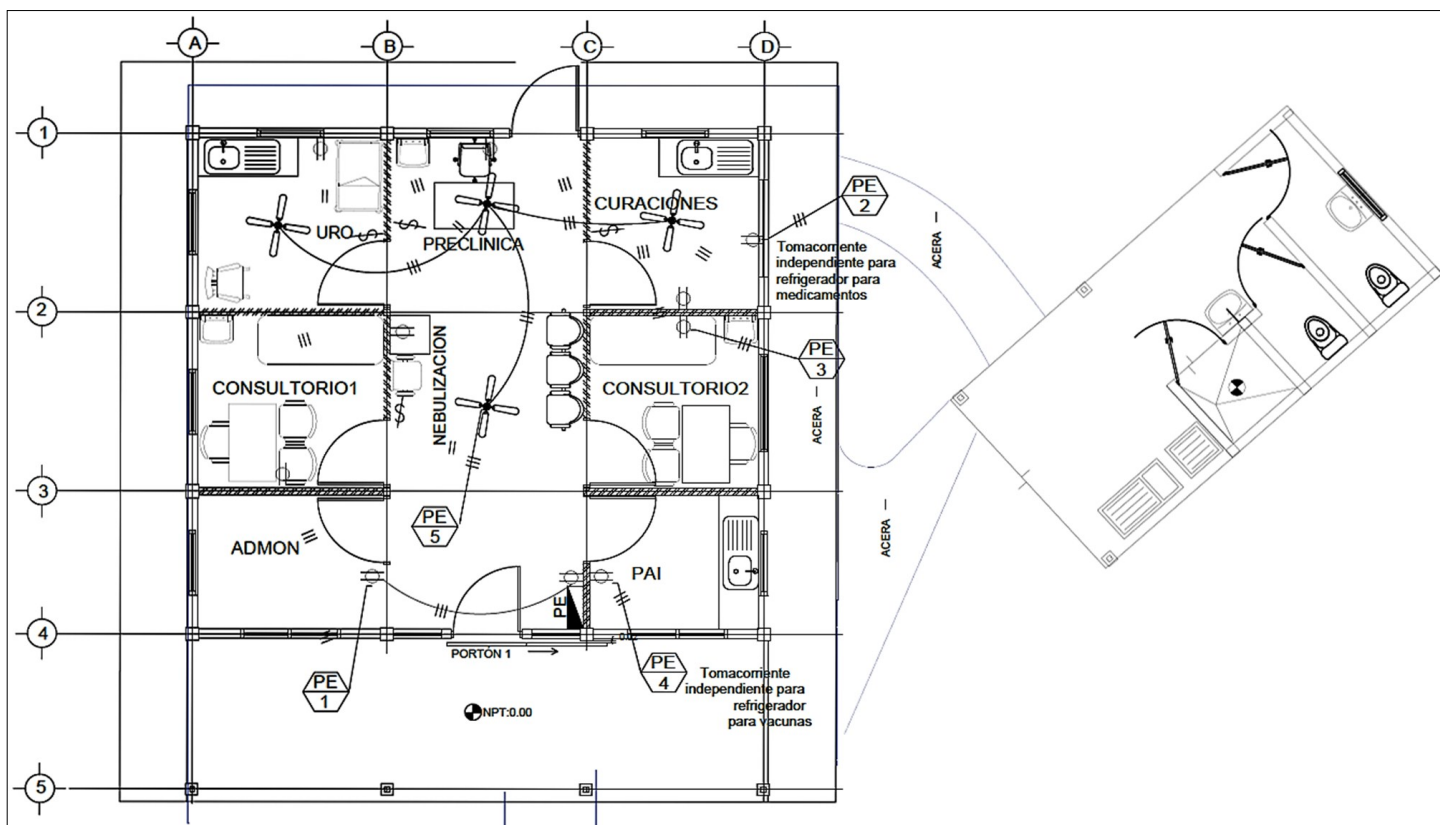 A
B
C
D
1
CURACIONES
PE
2
URO
PRECLINICA
Tomacorriente
independiente para
refrigerador para
medicamentos
ACERA
2
PE
3
CONSULTORIO1
NEBULIZACION
CONSULTORIO2
ACERA
3
PE
5
ADMON
ACERA
PAI
PE
4
PORTÓN 1
PE
1
PE
4
Tomacorriente
independiente para
refrigerador
para vacunas
NPT:0.00
5